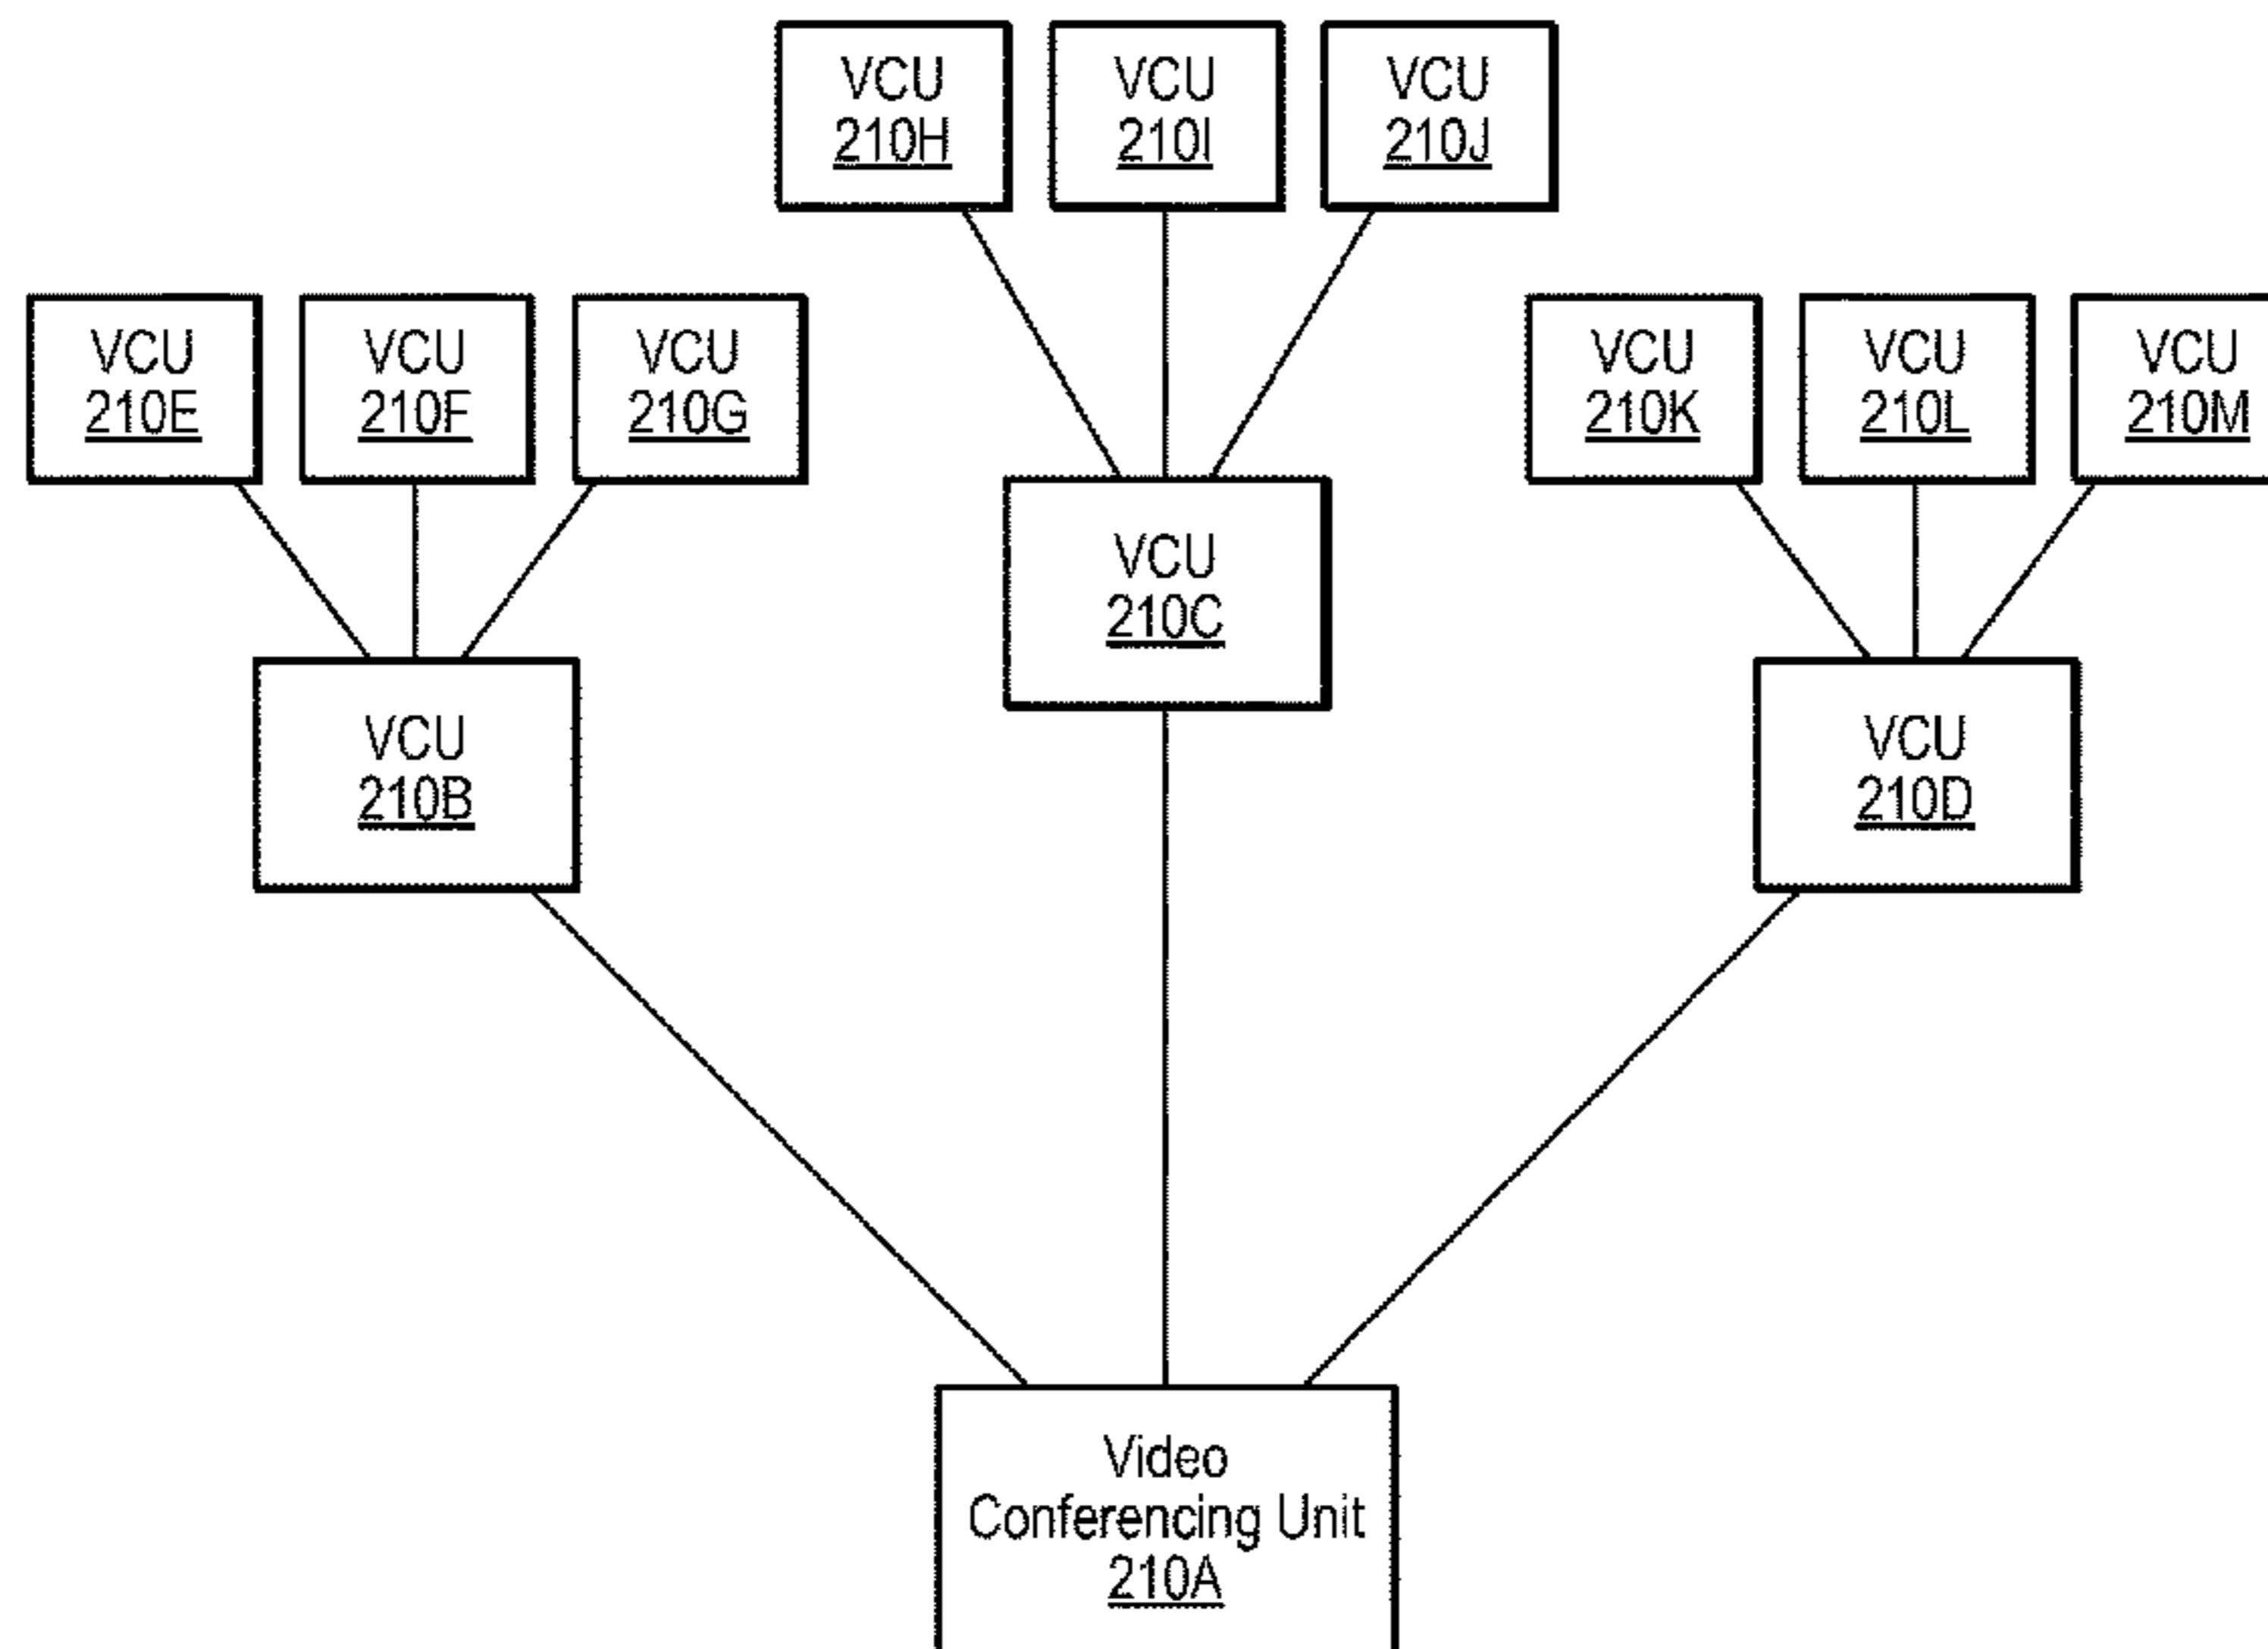 VCU
210H
VCU
210I
VCU
210J
VCU
210E
VCU
210F
VCU
210G
VCU
210K
VCU
210L
VCU
210M
VCU
210C
VCU
210B
VCU
210D
Video
Conferencing Unit
210A